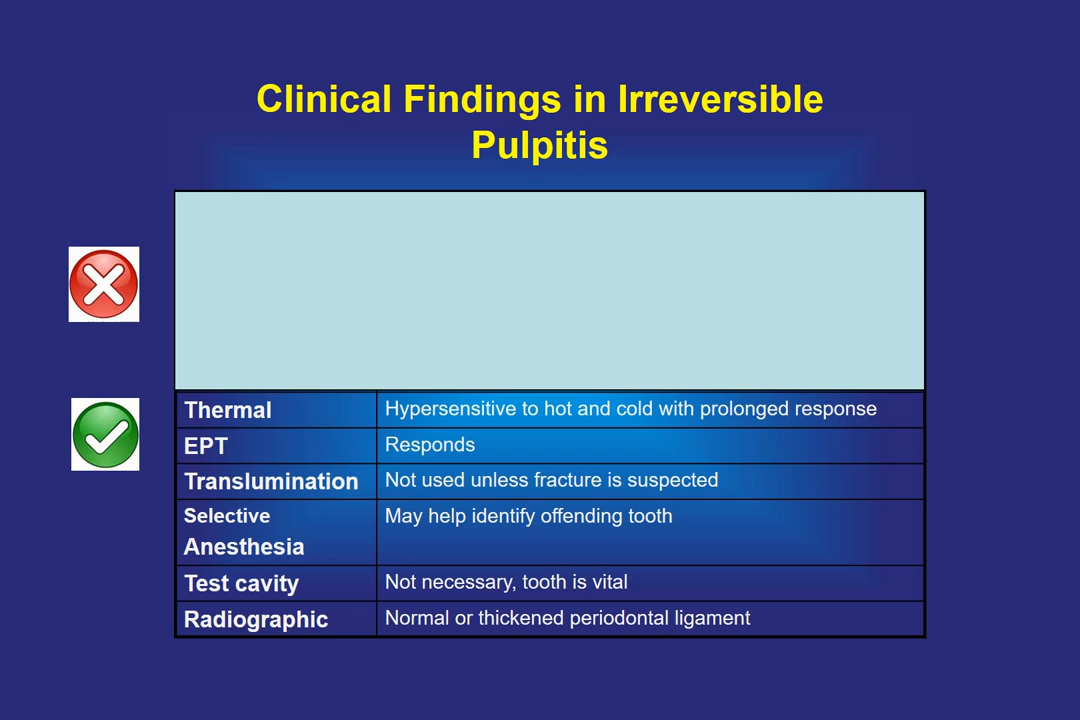 Clinical Findings in Irreversible
Pulpitis
Thermal Hypersensitive to hot and cold with prolonged response
EPT Responds
Translumination Not used unless fracture is suspected
Selective May help identify offending tooth
Anesthesia
Test cavity Not necessary, tooth is vital
Radiographic Normal or thickened periodontal ligament